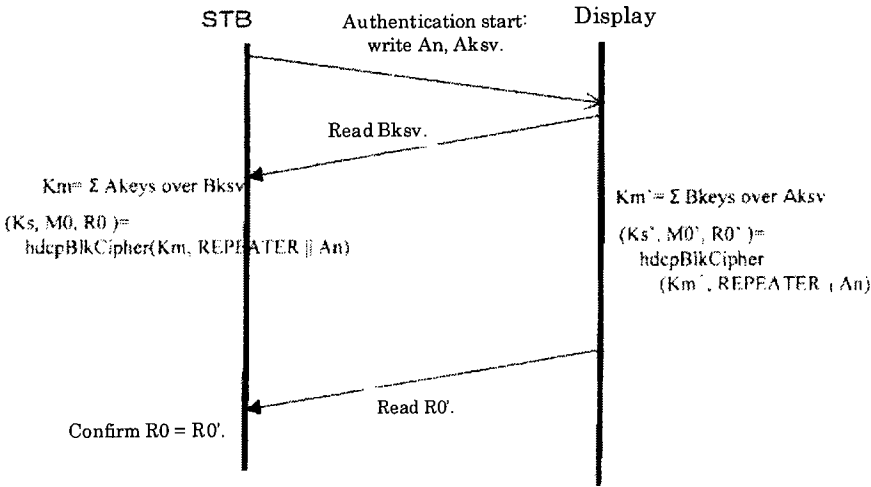 STB
Display
Authentication start:
write An, Aksv.
Read Bksv.
Km= Σ Akeys over Bksv
(Ks, M0, R0 )=
hdcpBlkCipher(Km, REPEATER || An)
Km`= Σ Bkeys over Aksv
(Ks`, M0`, R0` )=
hdcpBlkCipher
(Km`, REPEATER || An)
Read R0'.
Confirm R0 = R0'.